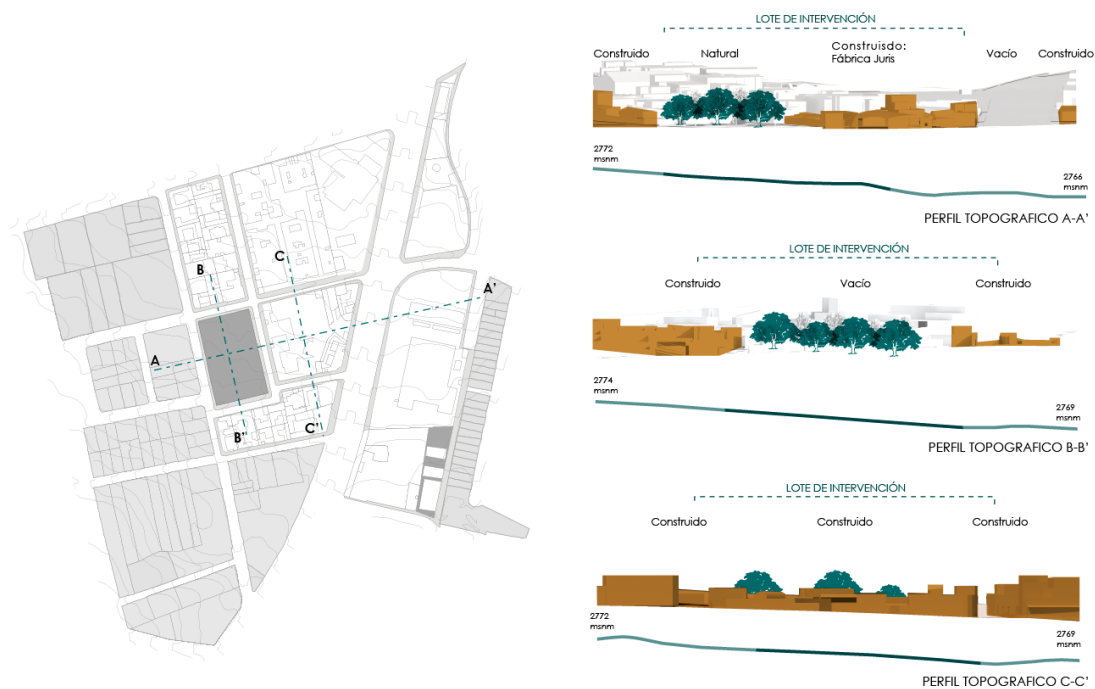 B
C
A'
A
B'
C'
LOTE DE INTERVENCIÓN
Construido
Natural
Construisdo:
Fábrica Juris
Vacío
Construido
2772
msnm
2766
msnm
PERFIL TOPOGRAFICO A-A'
LOTE DE INTERVENCIÓN
Construido
Vacío
Construido
2774
msnm
2769
msnm
PERFIL TOPOGRAFICO B-B'
LOTE DE INTERVENCIÓN
Construido
Construido
Construido
2772
msnm
2769
msnm
PERFIL TOPOGRAFICO C-C'